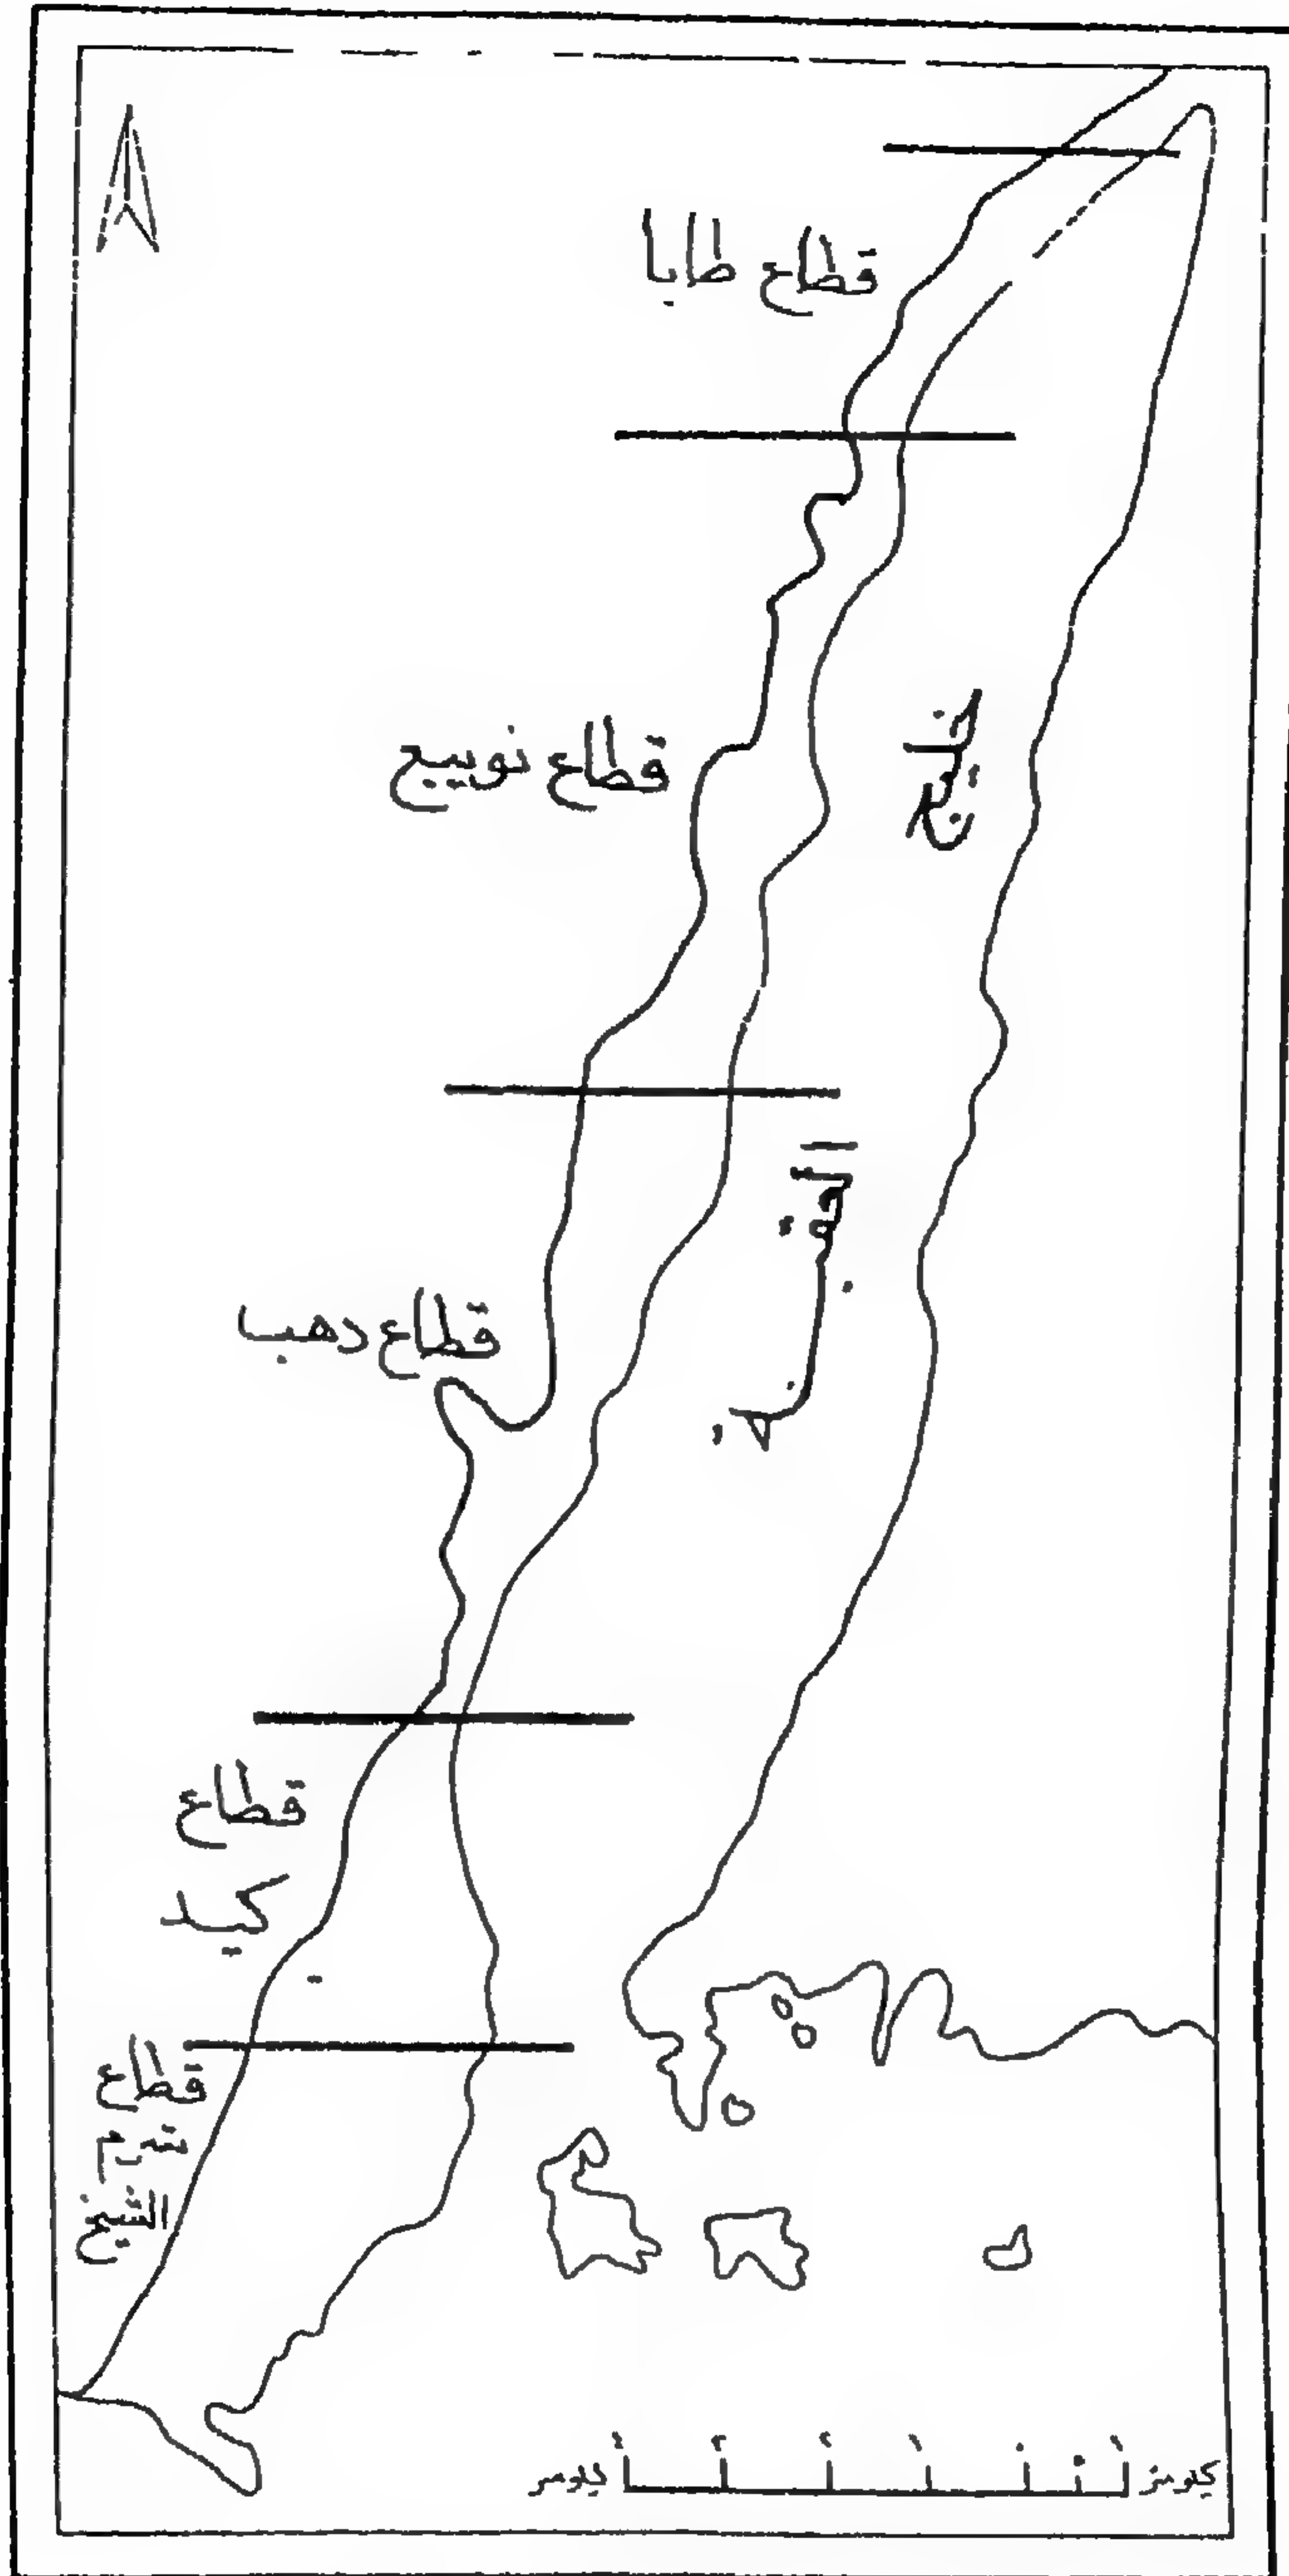 قطاع طابا
قطاع نويبع
خليج
العقبة
قطاع دهب
قطاع
كيد
قطاع
شرم
الشيخ
كيلومتر
كيلومتر